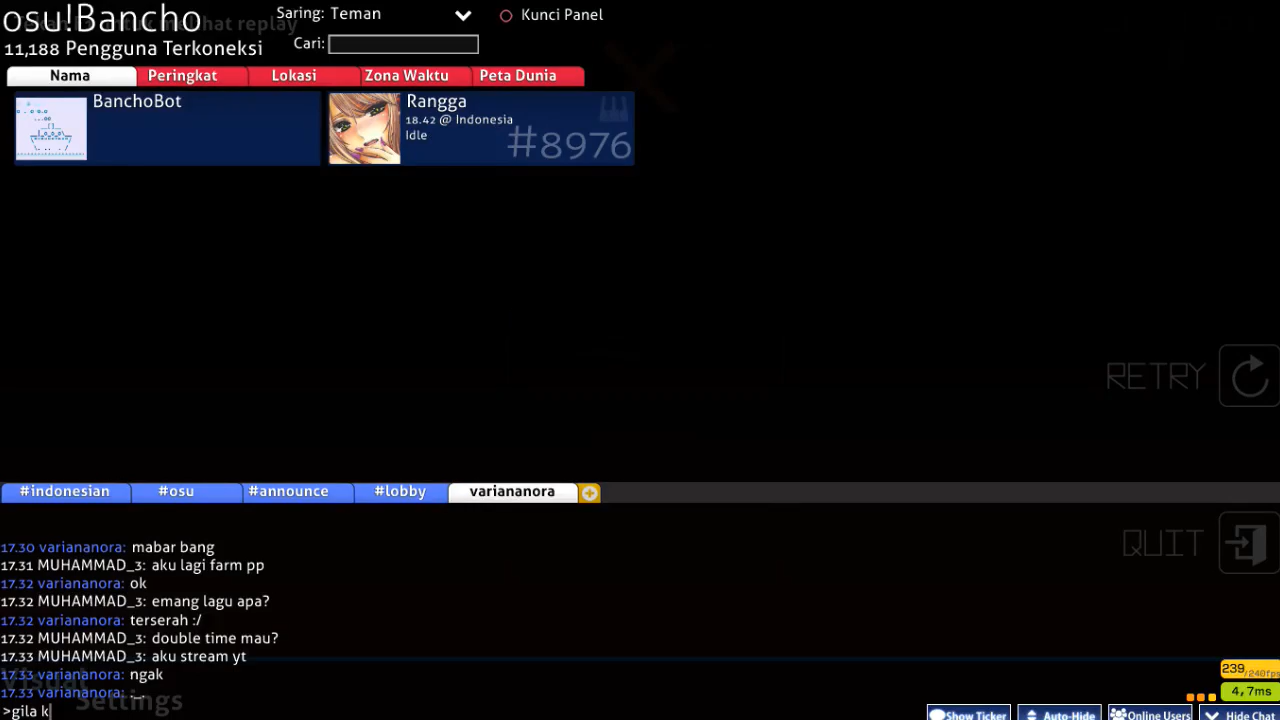 osu!Bancho
11,188 Pengguna Terkoneksi
Saring: Teman
Kunci Panel
Cari:
Nama Peringkat Lokasi Zona Waktu Peta Dunia
BanchoBot
Rangga
18.42 @ Indonesia
Idle
#8976
RETRY
#indonesian #osu #announce #lobby variananora
17.30 variananora: mabar bang
17.31 MUHAMMAD_3: aku lagi farm pp
17.32 variananora: ok
17.32 MUHAMMAD_3: emang lagu apa?
17.32 variananora: terserah :/
17.32 MUHAMMAD_3: double time mau?
17.33 MUHAMMAD_3: aku stream yt
17.33 variananora: ngak
17.33 variananora: ._.
>gila k
QUIT
Visual
Settings
239/240fps
4,7ms
Show Ticker Auto-Hide Online Users Hide Chat